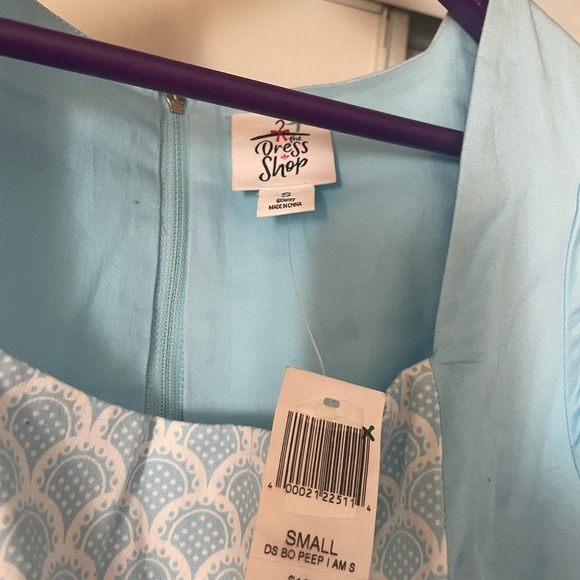 the
Dress
Shop
S
©Disney
MADE IN CHINA
X
4 00021 22511 4
SMALL
DS BO PEEP I AM S